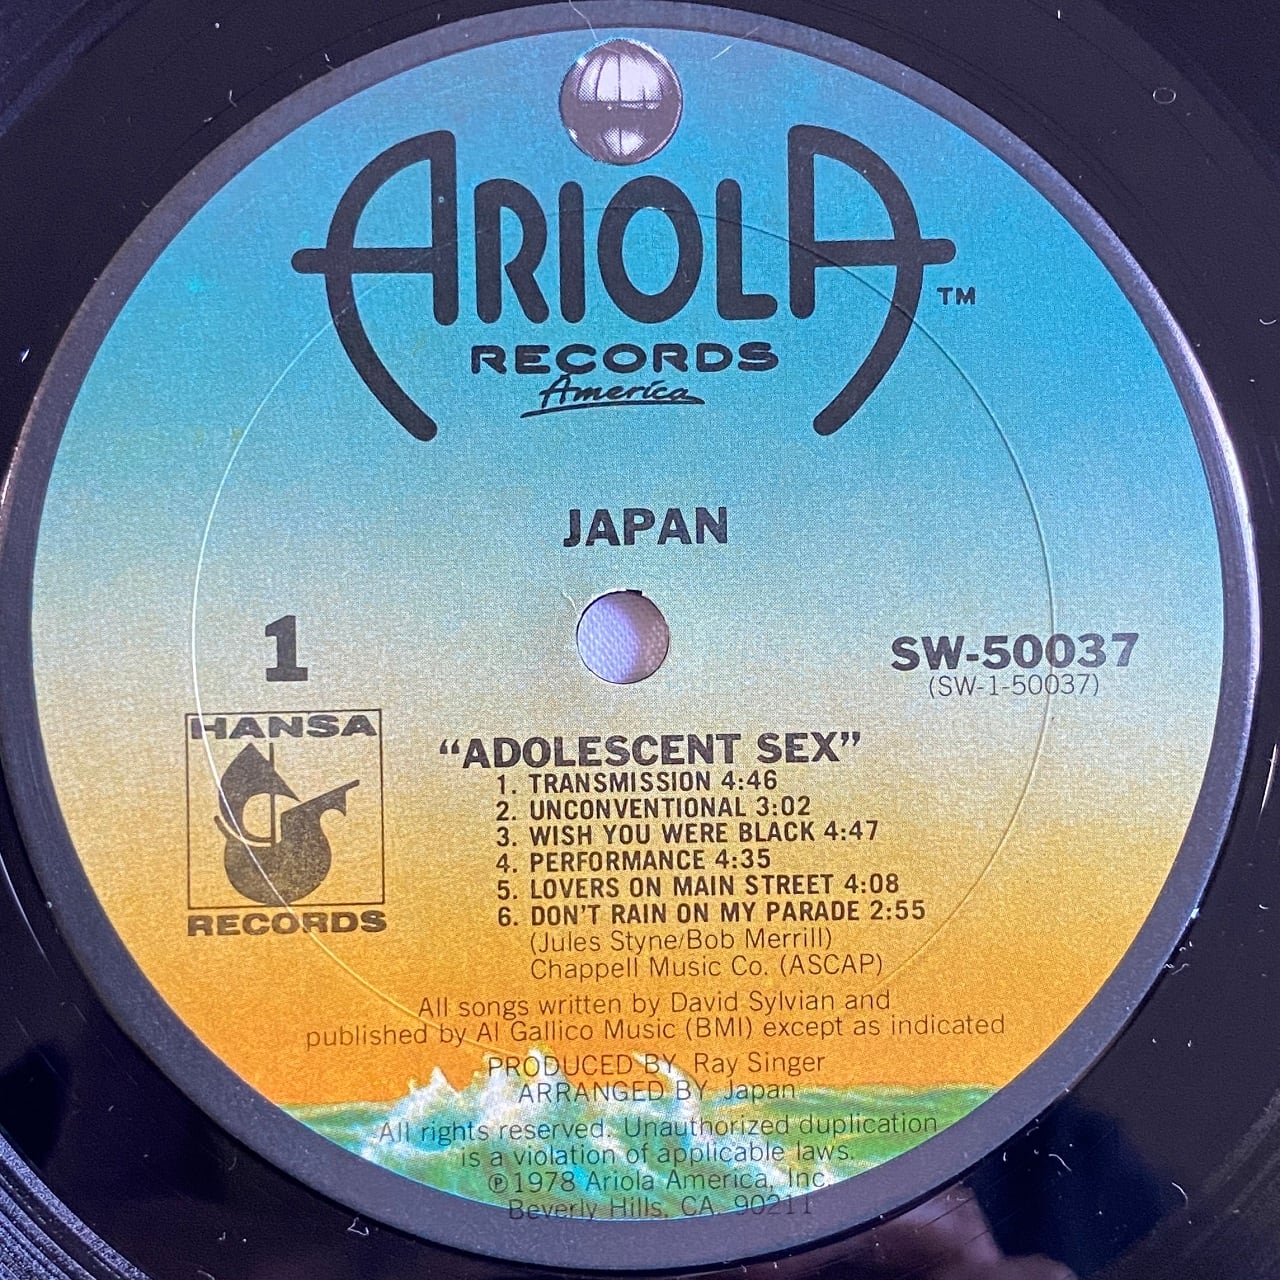 ARIOLA TM
RECORDS
America
JAPAN
1
SW-50037
(SW-1-50037)
HANSA
RECORDS
“ADOLESCENT SEX”
1. TRANSMISSION 4:46
2. UNCONVENTIONAL 3:02
3. WISH YOU WERE BLACK 4:47
4. PERFORMANCE 4:35
5. LOVERS ON MAIN STREET 4:08
6. DON'T RAIN ON MY PARADE 2:55
(Jules Styne/Bob Merrill)
Chappell Music Co. (ASCAP)
All songs written by David Sylvian and
published by Al Gallico Music (BMI) except as indicated
PRODUCED BY Ray Singer
ARRANGED BY Japan
All rights reserved. Unauthorized duplication
is a violation of applicable laws.
℗1978 Ariola America, Inc.
Beverly Hills, CA. 90211